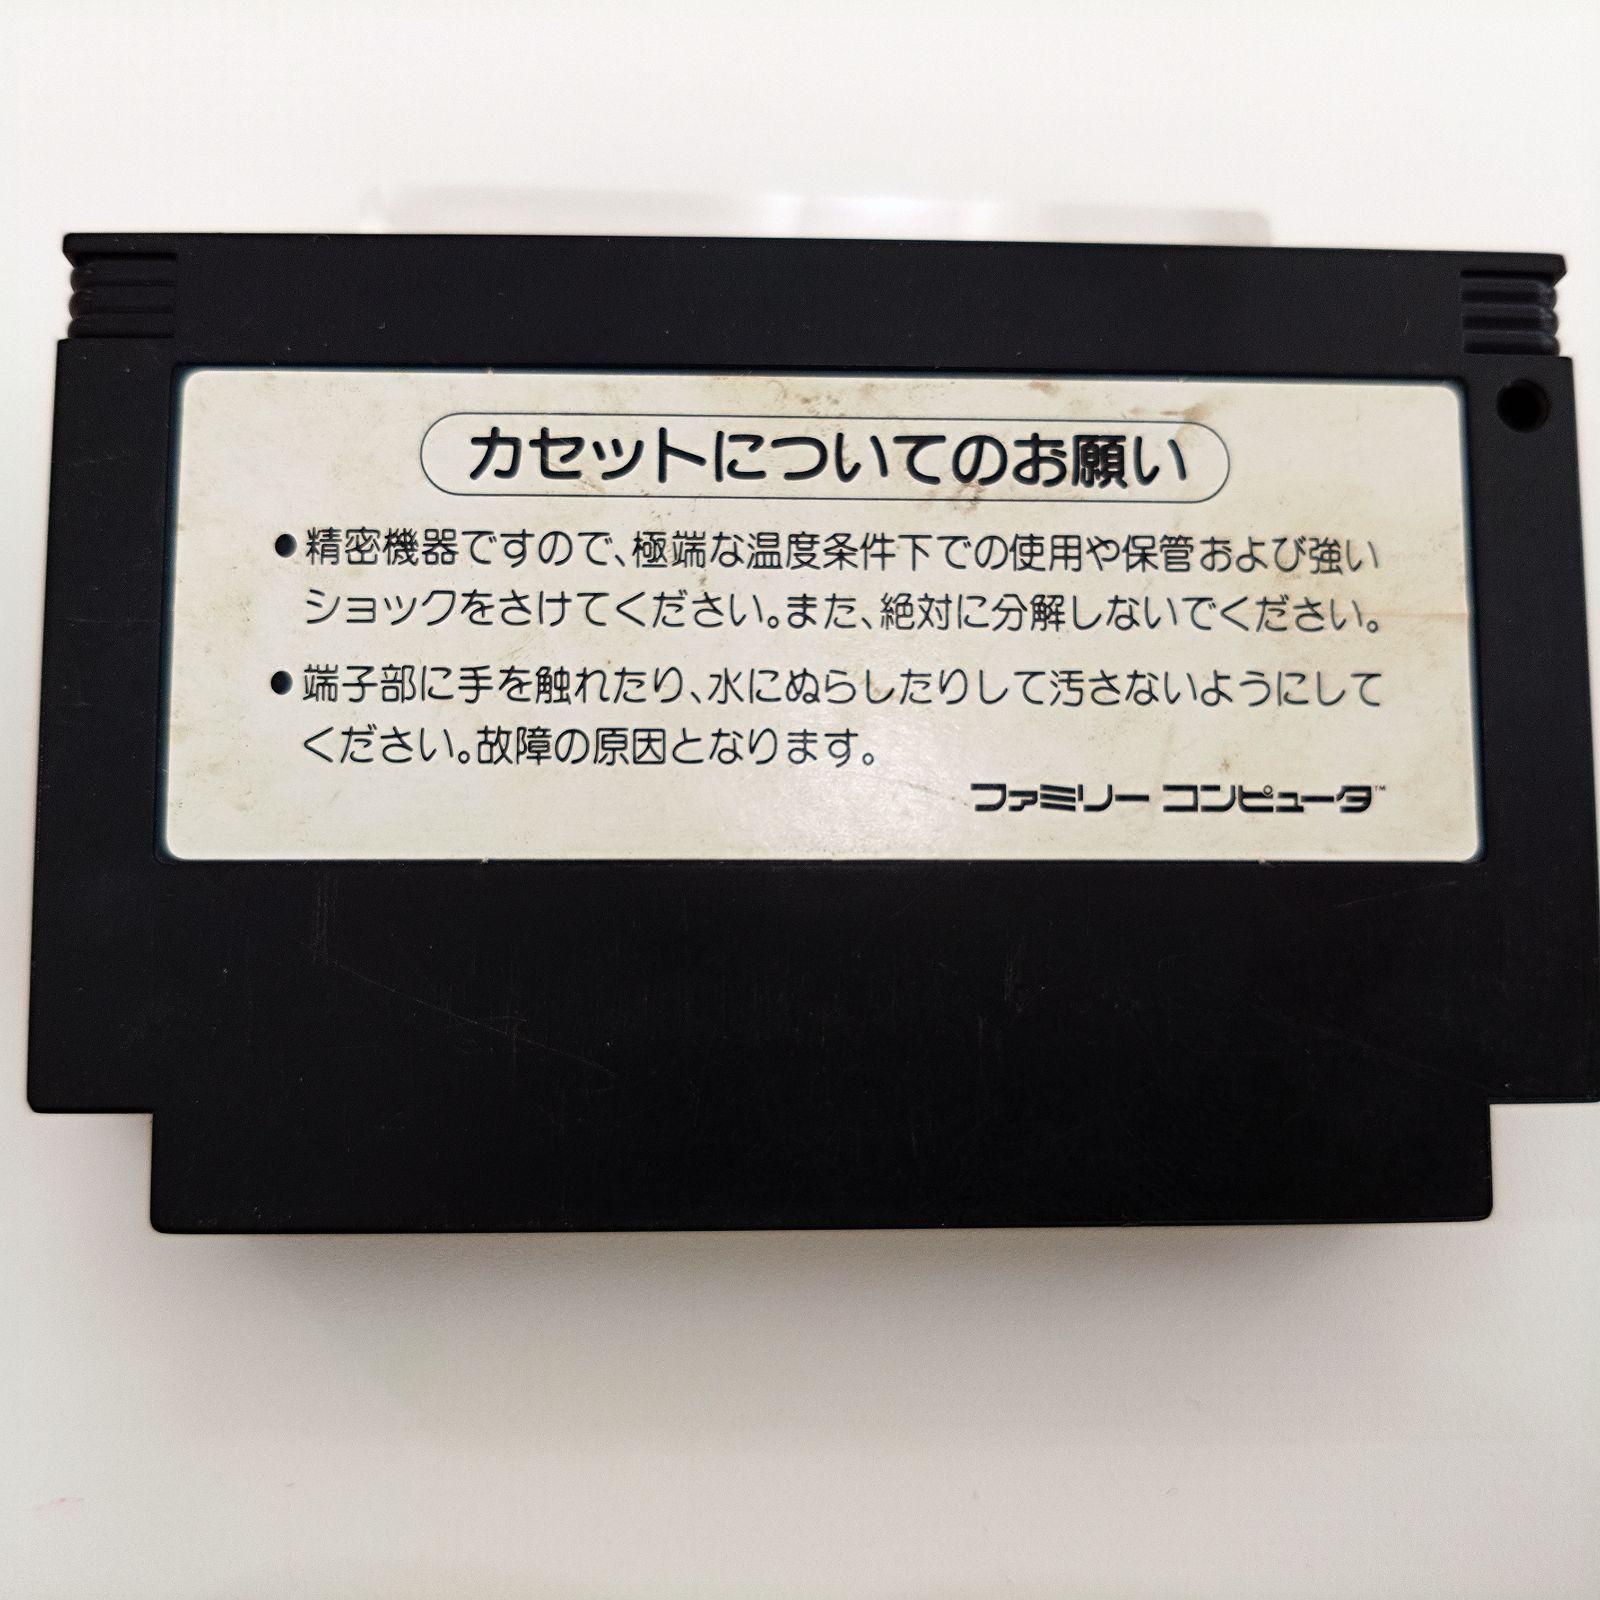 カセットについてのお願い
●精密機器ですので、極端な温度条件下での使用や保管および強い
ショックをさけてください。また、絶対に分解しないでください。
●端子部に手を触れたり、水にぬらしたりして汚さないようにして
ください。故障の原因となります。
ファミリー コンピュータ™